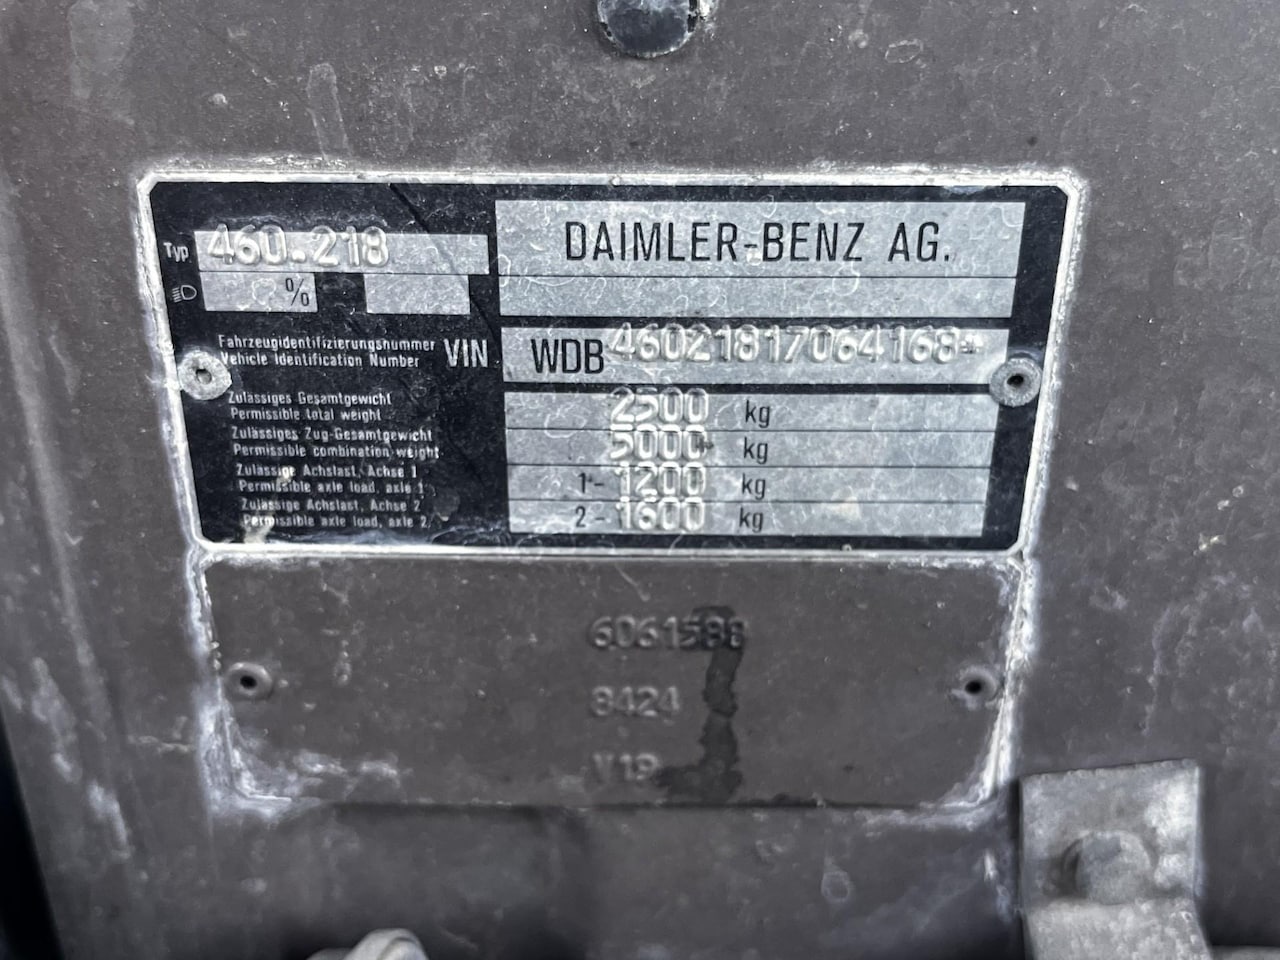 DAIMLER-BENZ AG.
Typ 460.218
%
Fahrzeugidentifizierungsnummer
Vehicle Identification Number VIN WDB 46021817064168*
Zulässiges Gesamtgewicht
Permissible total weight 2500 kg
Zulässiges Zug-Gesamtgewicht
Permissible combination weight 5000 kg
Zulässige Achslast, Achse 1
Permissible axle load, axle 1 1- 1200 kg
Zulässige Achslast, Achse 2
Permissible axle load, axle 2 2- 1600 kg
6061588
8424
V19